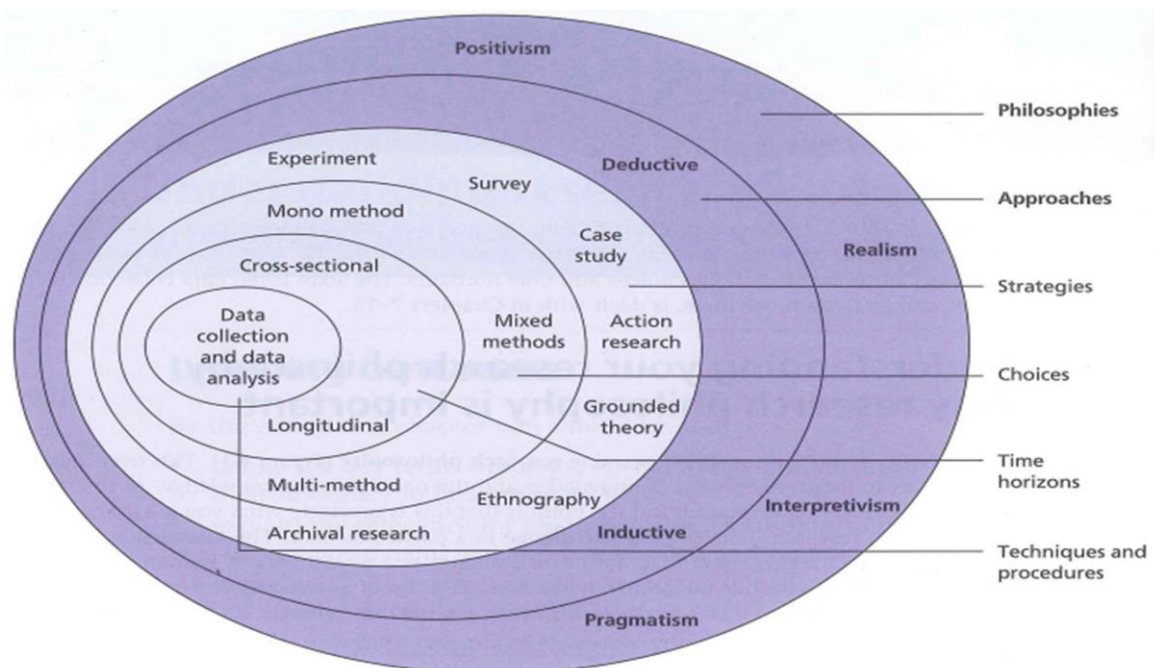 Positivism
Philosophies
Experiment
Deductive
Survey
Approaches
Mono method
Case
study
Realism
Cross-sectional
Strategies
Data
collection
and data
analysis
Mixed
methods
Action
research
Choices
Grounded
theory
Longitudinal
Time
horizons
Multi-method
Ethnography
Interpretivism
Archival research
Inductive
Techniques and
procedures
Pragmatism